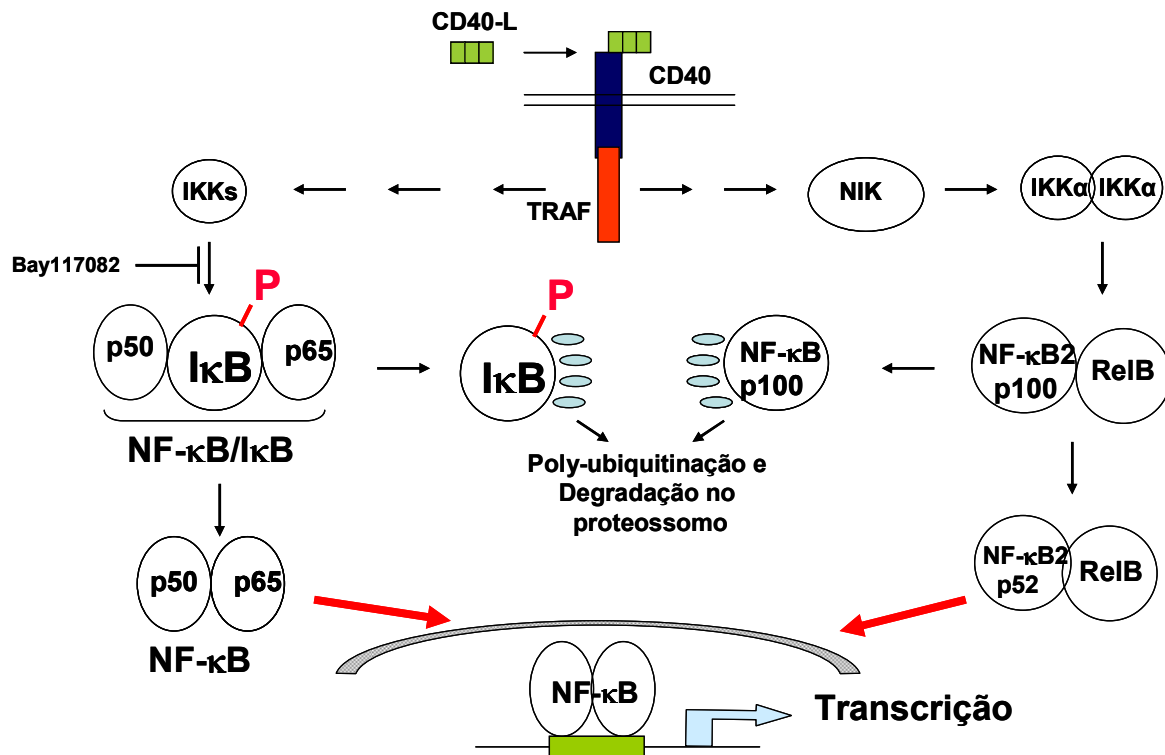 CD40-L
CD40
IKKs
TRAF
NIK
IKKα
IKKα
Bay117082
P
p50
IκB
p65
NF-κB/IκB
P
IκB
NF-κB
p100
NF-κB2
p100
RelB
Poly-ubiquitinação e
Degradação no
proteossomo
p50
p65
NF-κB
NF-κB2
p52
RelB
NF-κB
Transcrição